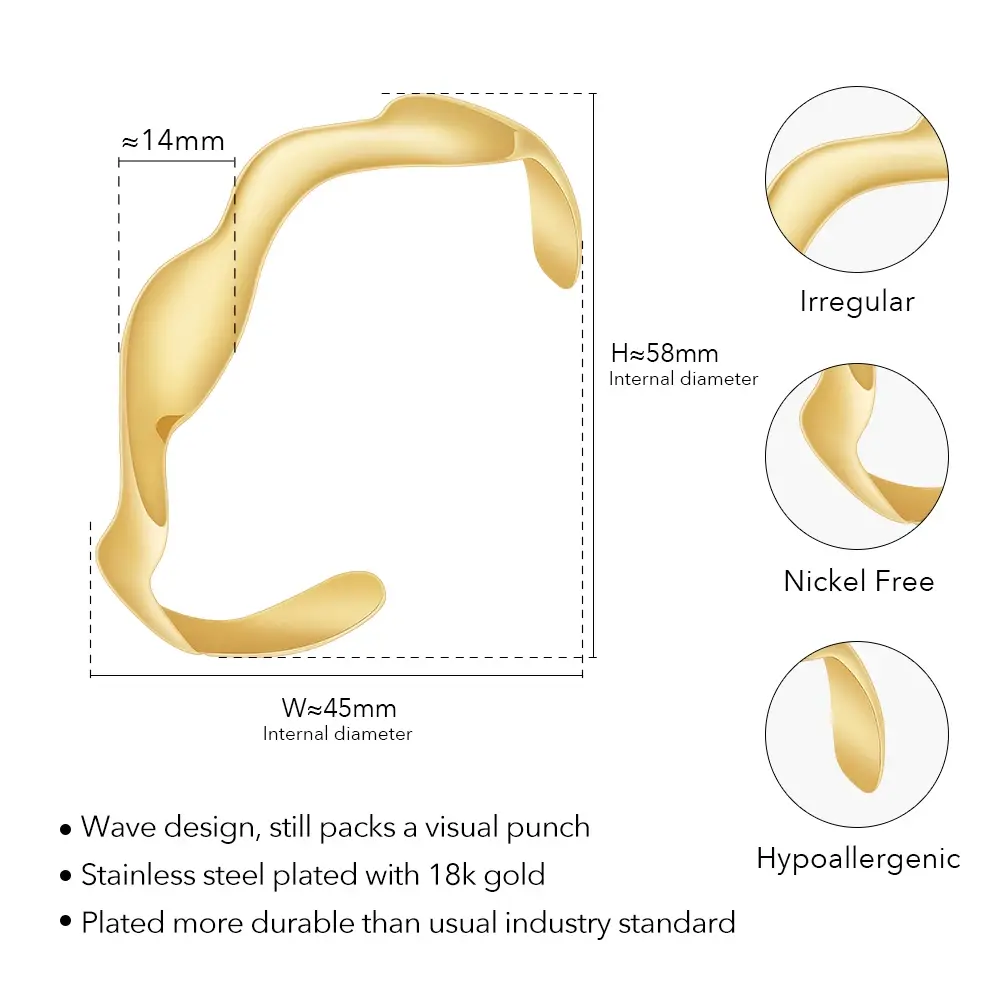 ≈14mm
H≈58mm
Internal diameter
W≈45mm
Internal diameter
Irregular
Nickel Free
Hypoallergenic
• Wave design, still packs a visual punch
• Stainless steel plated with 18k gold
• Plated more durable than usual industry standard